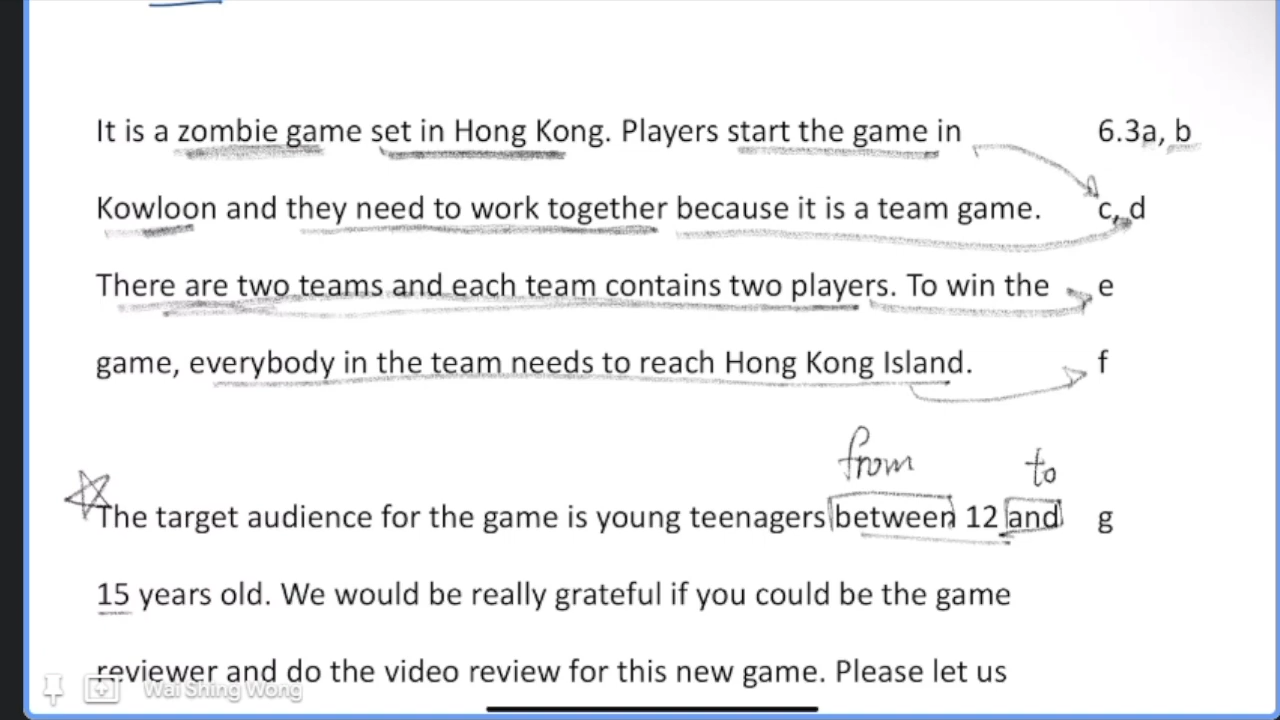 It is a zombie game set in Hong Kong. Players start the game in 6.3a, b
Kowloon and they need to work together because it is a team game. c, d
There are two teams and each team contains two players. To win the e
game, everybody in the team needs to reach Hong Kong Island. f
from to
The target audience for the game is young teenagers between 12 and g
15 years old. We would be really grateful if you could be the game
reviewer and do the video review for this new game. Please let us
Wai Shing Wong